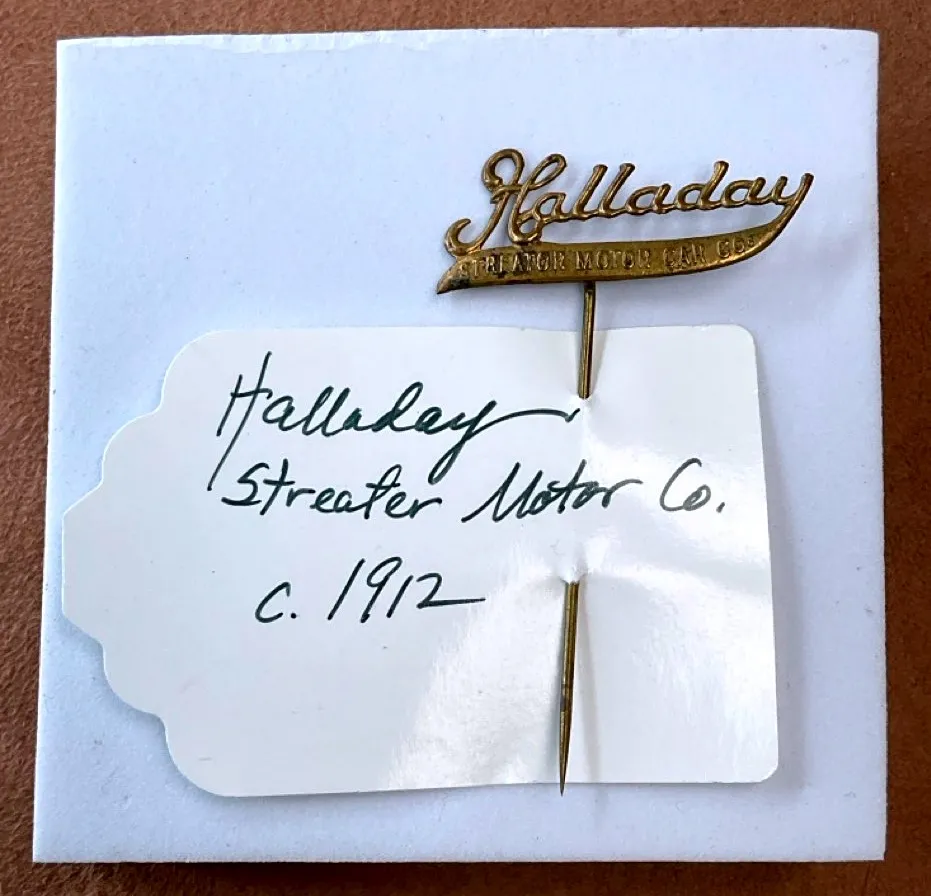 Halladay
STREATOR MOTOR CAR CO.
Halladay
Streater Motor Co.
c. 1912